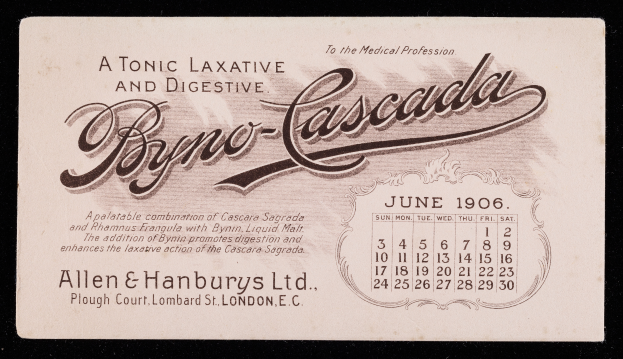 To the Medical Profession
A TONIC LAXATIVE
AND DIGESTIVE.
Byno-Cascada
A palatable combination of Cascara Sagrada
and Rhamnus Frangula with Bynin, Liquid Malt.
The addition of Bynin promotes digestion and
enhances the laxative action of the Cascara Sagrada.
Allen & Hanburys Ltd.,
Plough Court, Lombard St., LONDON, E.C.
JUNE 1906.
SUN. MON. TUE. WED. THU. FRI. SAT.
1 2
3 4 5 6 7 8 9
10 11 12 13 14 15 16
17 18 19 20 21 22 23
24 25 26 27 28 29 30